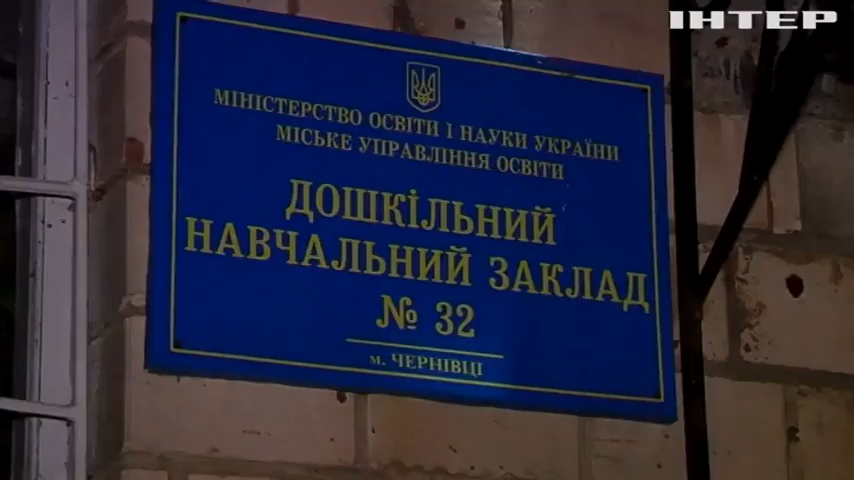 ІНТЕР
МІНІСТЕРСТВО ОСВІТИ І НАУКИ УКРАЇНИ
МІСЬКЕ УПРАВЛІННЯ ОСВІТИ
ДОШКІЛЬНИЙ
НАВЧАЛЬНИЙ ЗАКЛАД
№ 32
м. ЧЕРНІВЦІ